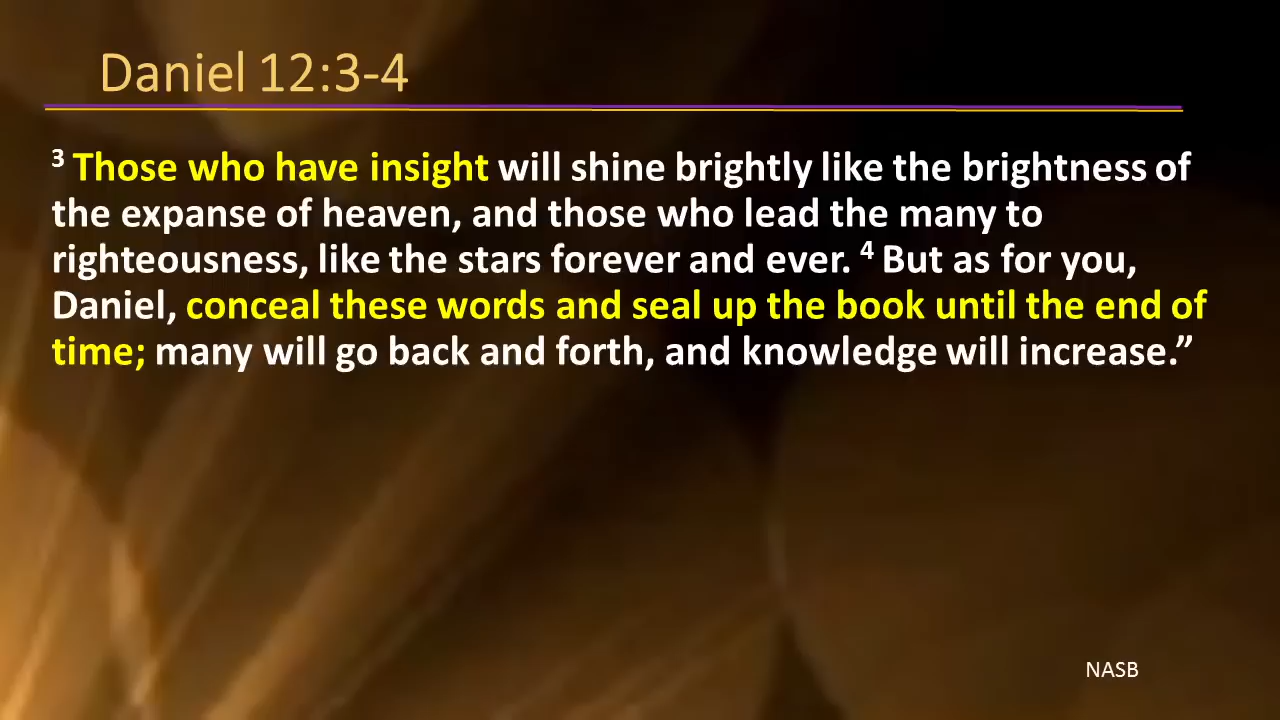 Daniel 12:3-4
3 Those who have insight will shine brightly like the brightness of
the expanse of heaven, and those who lead the many to
righteousness, like the stars forever and ever. 4 But as for you,
Daniel, conceal these words and seal up the book until the end of
time; many will go back and forth, and knowledge will increase.”
NASB